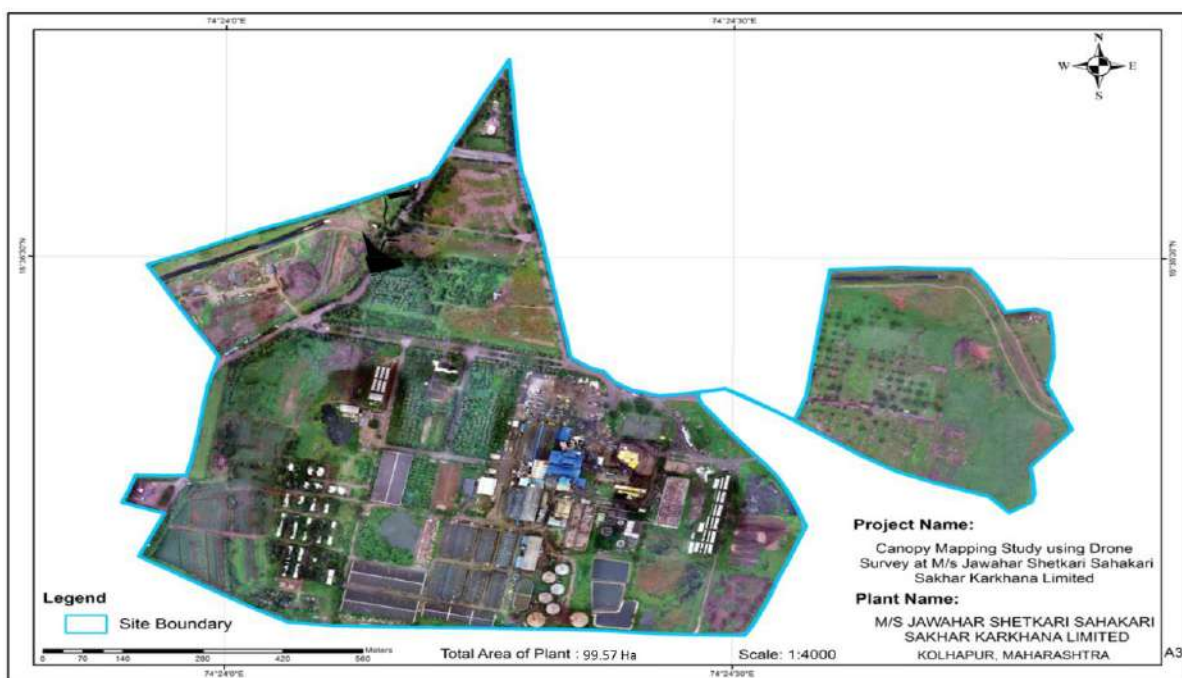 74°24'0"E
74°24'30"E
N
W
E
S
Project Name:
Canopy Mapping Study using Drone
Survey at M/s Jawahar Shetkari Sahakari
Sakhar Karkhana Limited
Plant Name:
M/S JAWAHAR SHETKARI SAHAKARI
SAKHAR KARKHANA LIMITED
KOLHAPUR, MAHARASHTRA
A3
Legend
Site Boundary
0 70 140 280 420 560
Meters
Total Area of Plant : 99.57 Ha
Scale: 1:4000
74°24'0"E
74°24'30"E